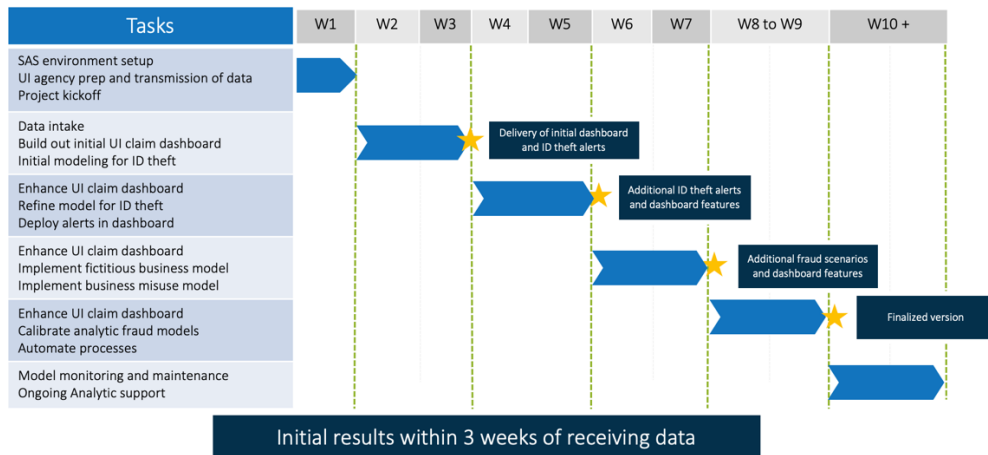 Tasks
W1
W2
W3
W4
W5
W6
W7
W8 to W9
W10 +
SAS environment setup
UI agency prep and transmission of data
Project kickoff
Data intake
Build out initial UI claim dashboard
Initial modeling for ID theft
Delivery of initial dashboard
and ID theft alerts
Enhance UI claim dashboard
Refine model for ID theft
Deploy alerts in dashboard
Additional ID theft alerts
and dashboard features
Enhance UI claim dashboard
Implement fictitious business model
Implement business misuse model
Additional fraud scenarios
and dashboard features
Enhance UI claim dashboard
Calibrate analytic fraud models
Automate processes
Finalized version
Model monitoring and maintenance
Ongoing Analytic support
Initial results within 3 weeks of receiving data